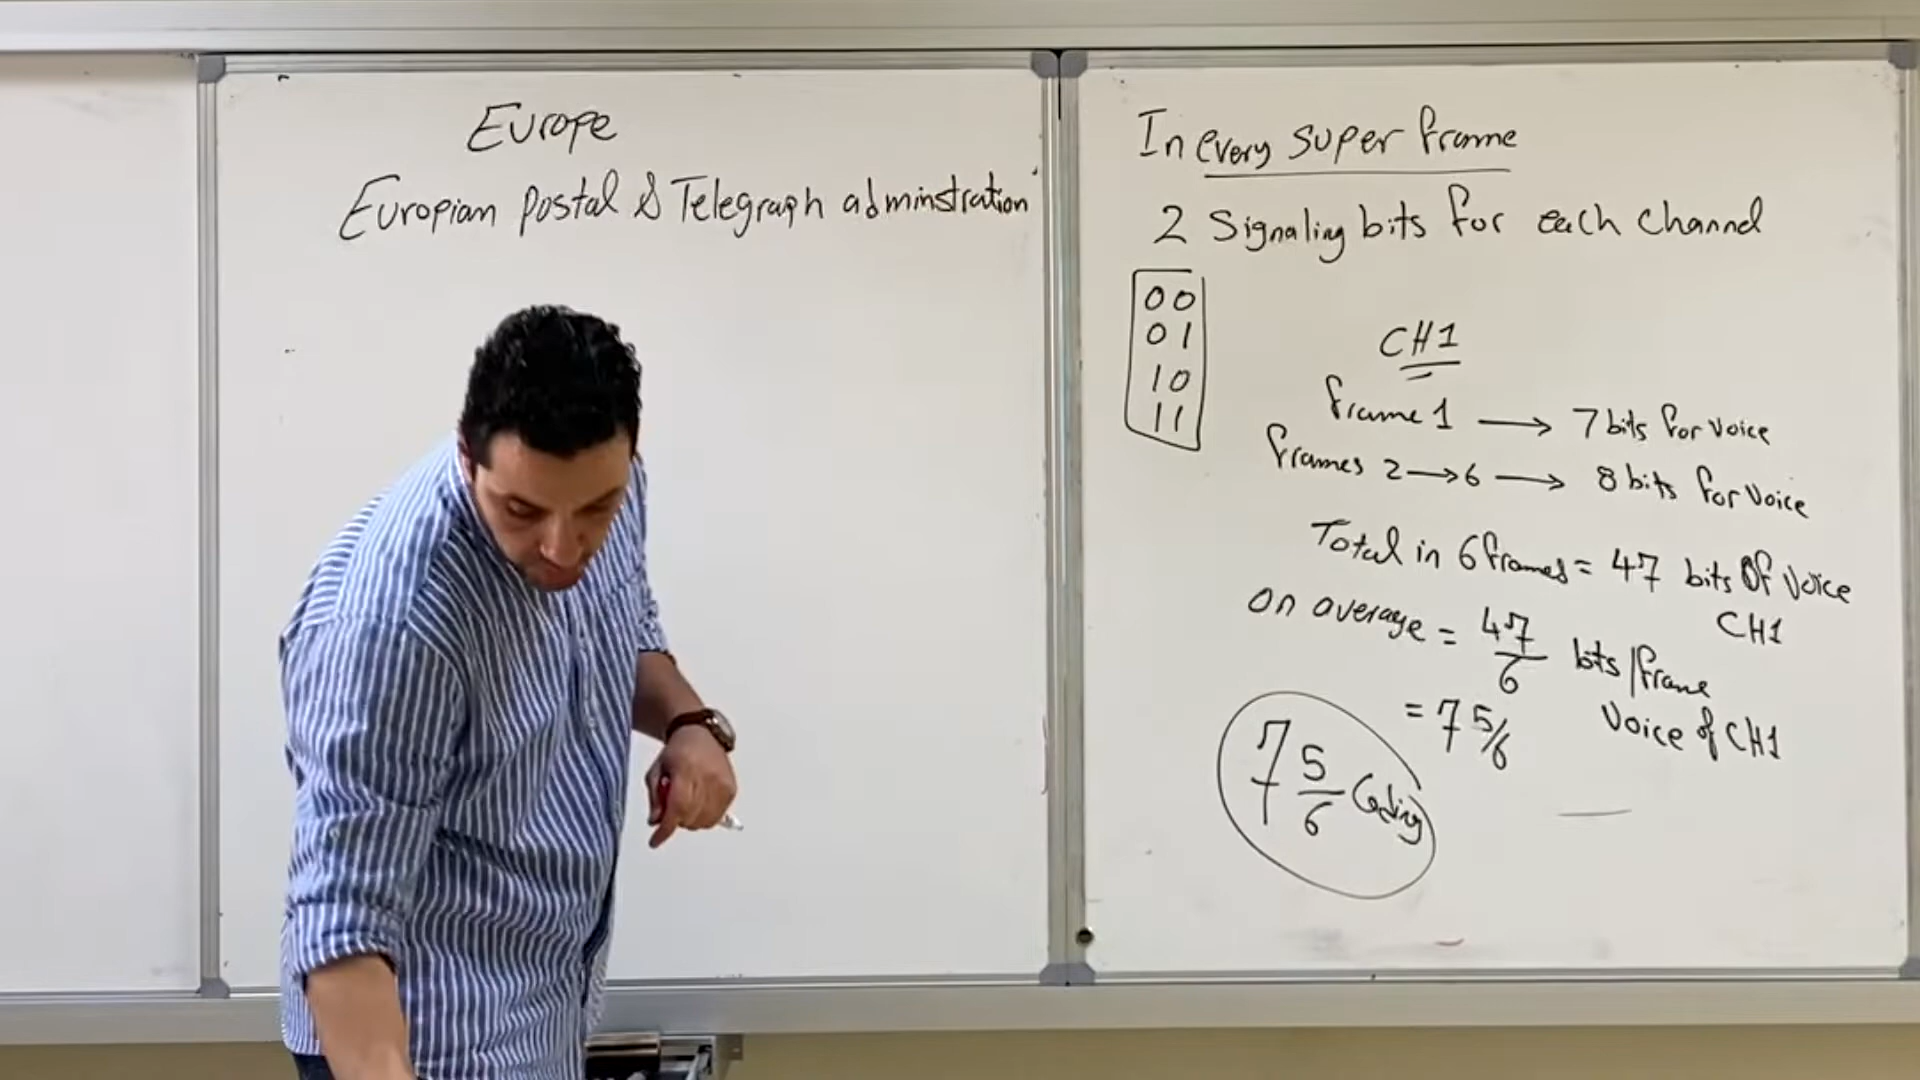 Europe
Europian Postal & Telegraph adminstration
In every super frame
2 Signaling bits for each channel
00
01
10
11
CH1
frame 1 → 7 bits for voice
frames 2→6 → 8 bits for voice
Total in 6 frames = 47 bits of voice
CH1
on average = 47/6 bits/frame
= 7 5/6 voice of CH1
7 5/6 Coding